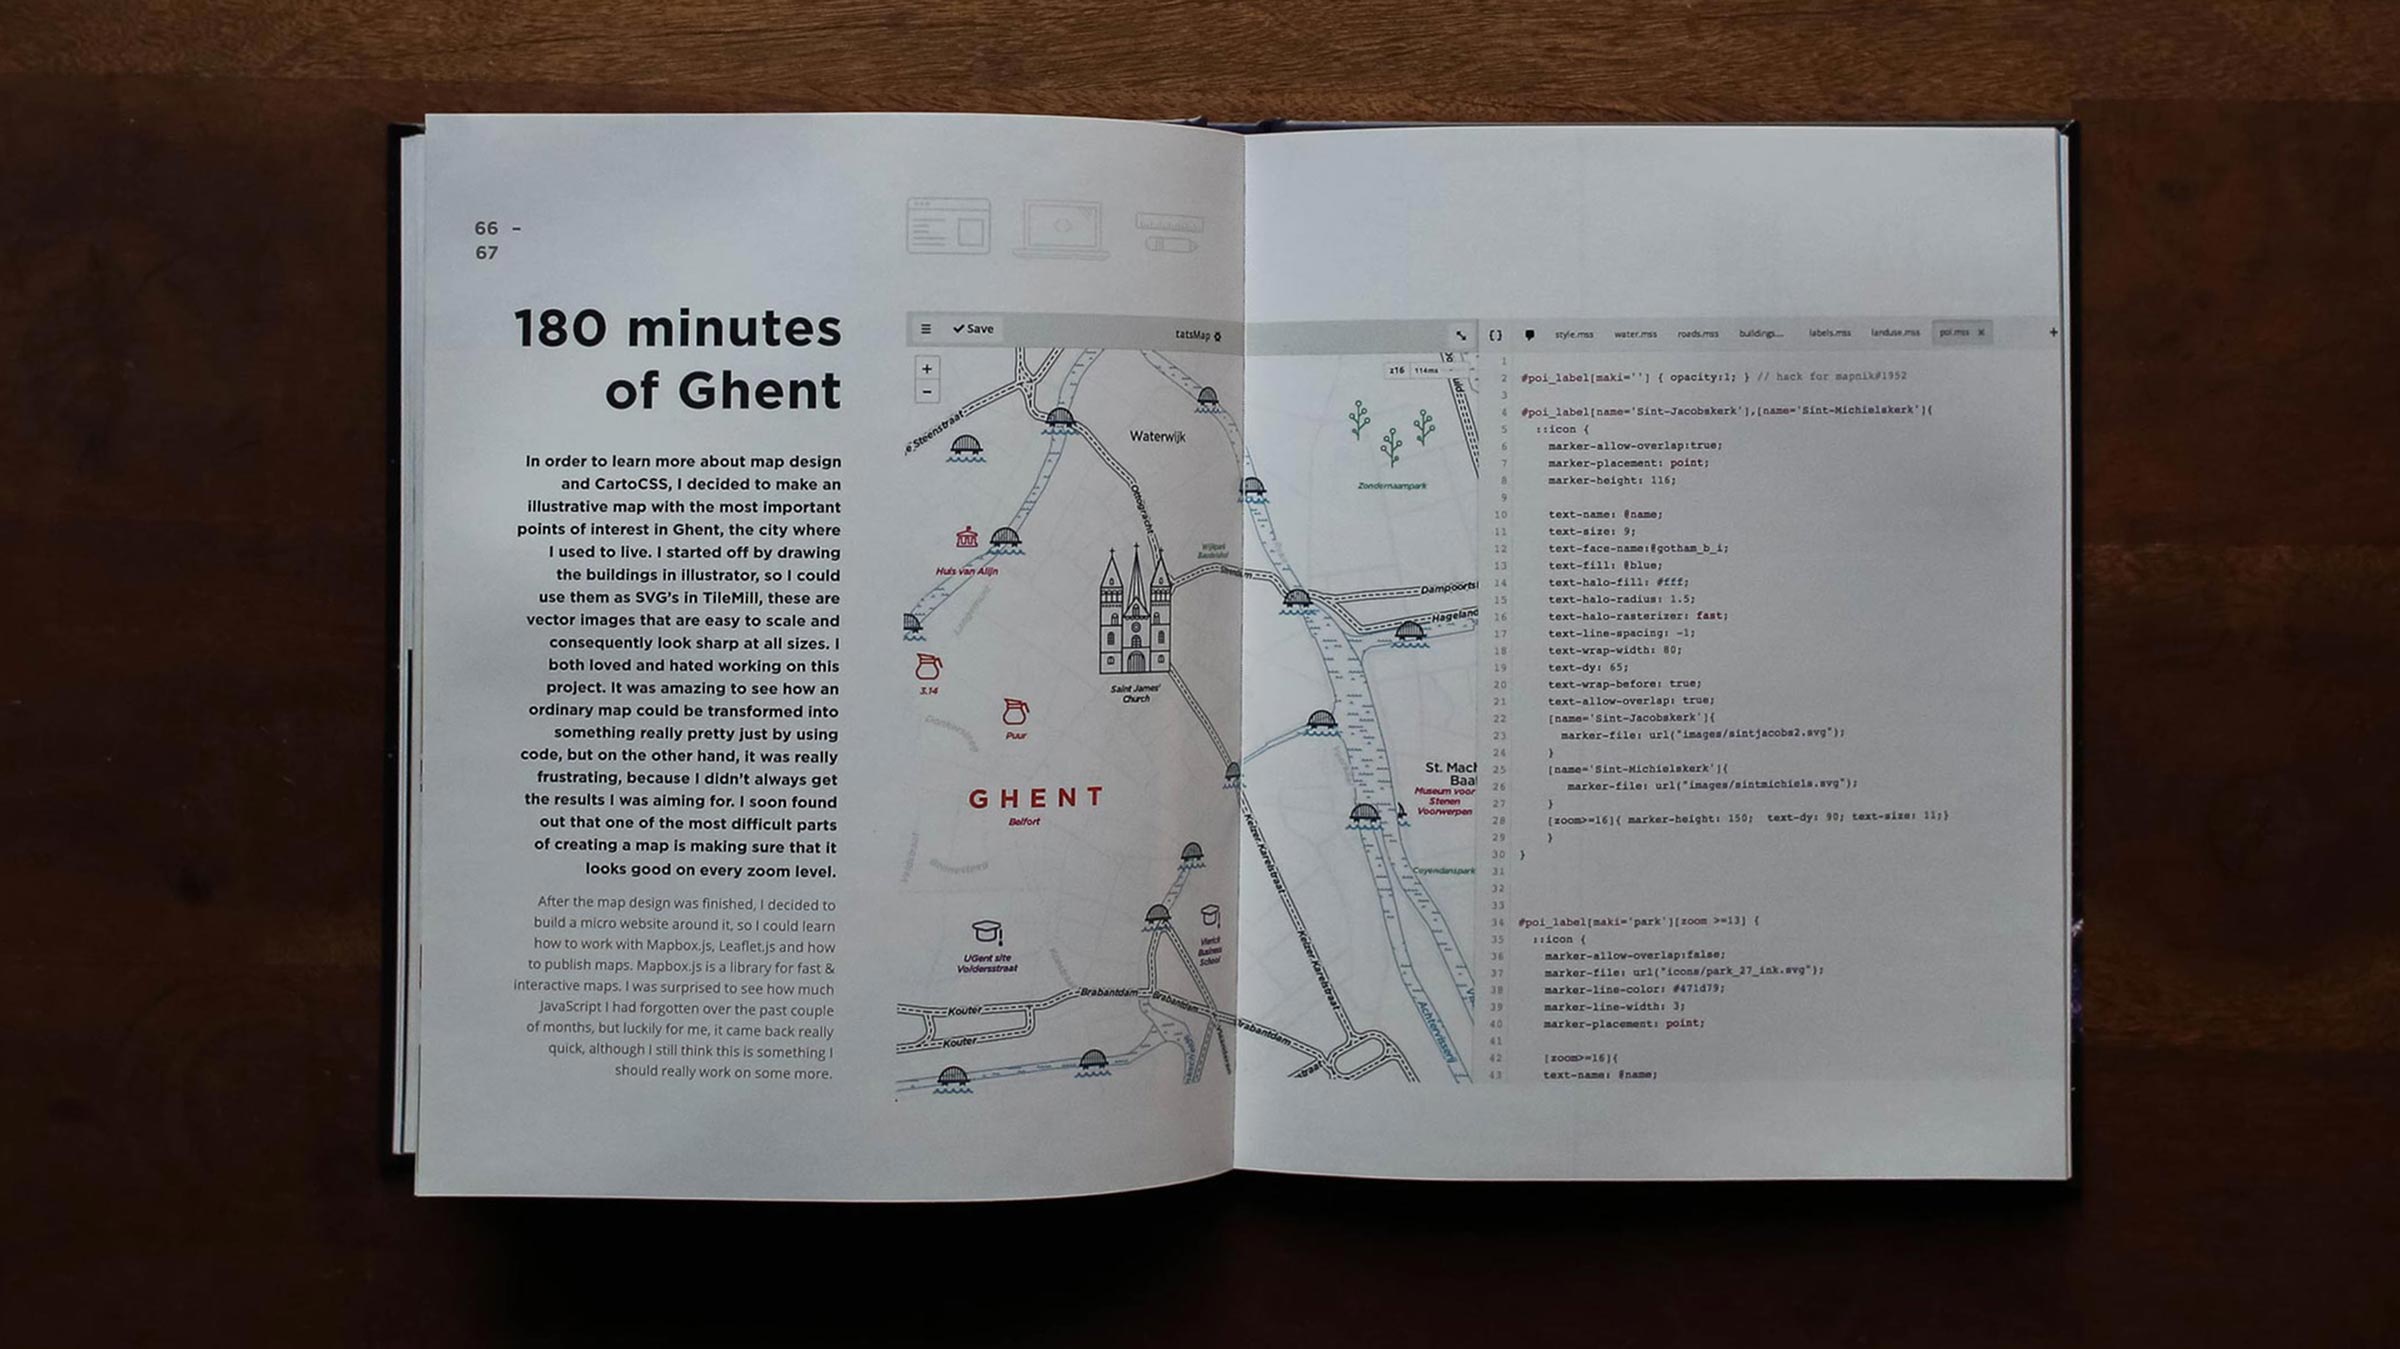 66 –
67
180 minutes
of Ghent
In order to learn more about map design
and CartoCSS, I decided to make an
illustrative map with the most important
points of interest in Ghent, the city where
I used to live. I started off by drawing
the buildings in illustrator, so I could
use them as SVG's in TileMill, these are
vector images that are easy to scale and
consequently look sharp at all sizes. I
both loved and hated working on this
project. It was amazing to see how an
ordinary map could be transformed into
something really pretty just by using
code, but on the other hand, it was really
frustrating, because I didn't always get
the results I was aiming for. I soon found
out that one of the most difficult parts
of creating a map is making sure that it
looks good on every zoom level.
After the map design was finished, I decided to
build a micro website around it, so I could learn
how to work with Mapbox.js, Leaflet.js and how
to publish maps. Mapbox.js is a library for fast &
interactive maps. I was surprised to see how much
JavaScript I had forgotten over the past couple
of months, but luckily for me, it came back really
quick, although I still think this is something I
should really work on some more.
Save
tatsMap
+
−
z16 114ms
e Steenstraat
Waterwijk
Ottogracht
Zondernaampark
Huis van Alijn
Steendam
Dampoorts
Hageland
3.14
Saint James'
Church
Puur
GHENT
Belfort
St. Mach
Baa
Museum voor
Stenen
Voorwerpen
Keizer Karelstraat
Coyendanspark
UGent site
Voldersstraat
Vlerick
Business
School
Keizer Karelstraat
Brabantdam
Brabantdam
Brabantdam
Kouter
Kouter
Achtervisserij
straat
{} style.mss water.mss roads.mss buildings... labels.mss landuse.mss poi.mss × +
1
2 #poi_label[maki=''] { opacity:1; } // hack for mapnik#1952
3
4 #poi_label[name='Sint-Jacobskerk'],[name='Sint-Michielskerk']{
5 ::icon {
6 marker-allow-overlap:true;
7 marker-placement: point;
8 marker-height: 116;
9
10 text-name: @name;
11 text-size: 9;
12 text-face-name:@gotham_b_i;
13 text-fill: @blue;
14 text-halo-fill: #fff;
15 text-halo-radius: 1.5;
16 text-halo-rasterizer: fast;
17 text-line-spacing: -1;
18 text-wrap-width: 80;
19 text-dy: 65;
20 text-wrap-before: true;
21 text-allow-overlap: true;
22 [name='Sint-Jacobskerk']{
23 marker-file: url("images/sintjacobs2.svg");
24 }
25 [name='Sint-Michielskerk']{
26 marker-file: url("images/sintmichiels.svg");
27 }
28 [zoom>=16]{ marker-height: 150; text-dy: 90; text-size: 11;}
29 }
30 }
31
32
33
34 #poi_label[maki='park'][zoom >=13] {
35 ::icon {
36 marker-allow-overlap:false;
37 marker-file: url("icons/park_27_ink.svg");
38 marker-line-color: #471d79;
39 marker-line-width: 3;
40 marker-placement: point;
41
42 [zoom>=16]{
43 text-name: @name;